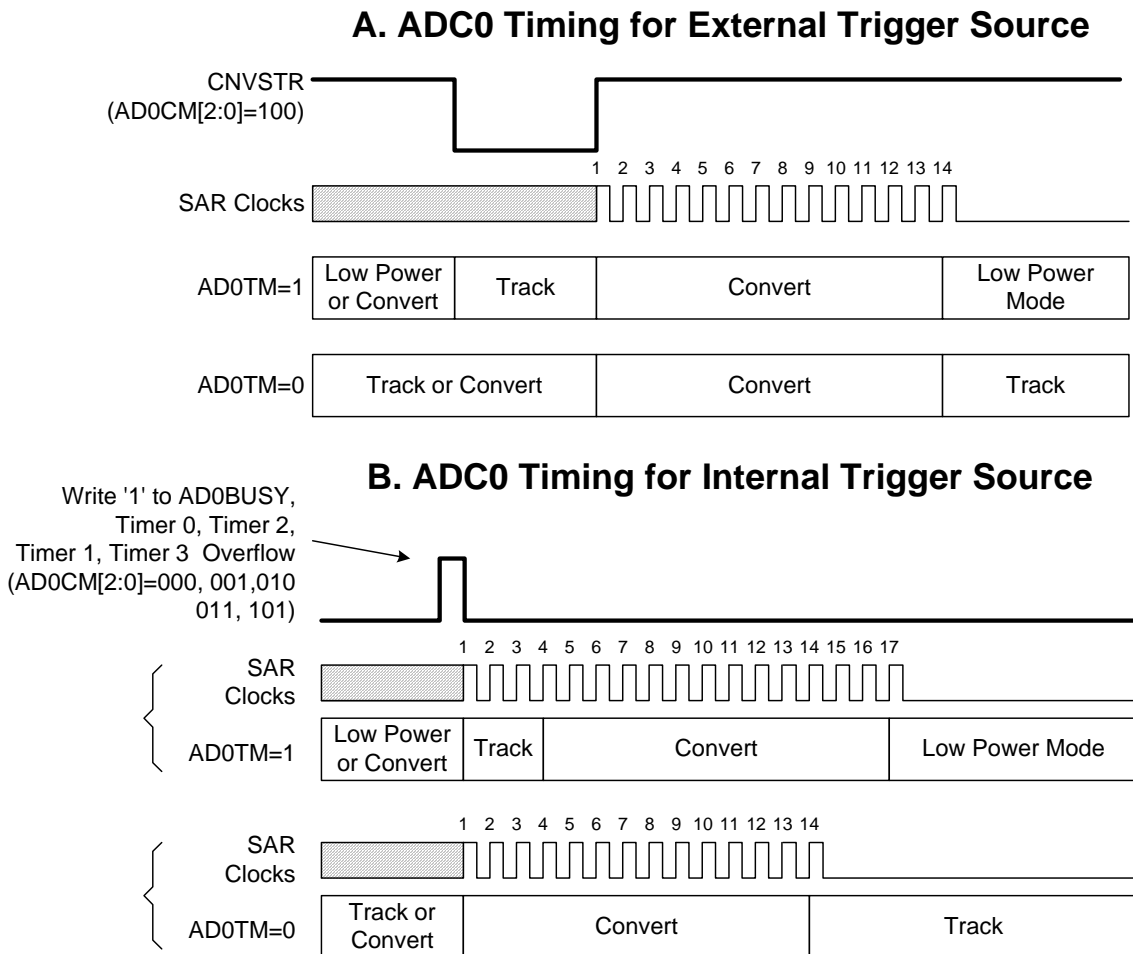 A. ADC0 Timing for External Trigger Source
CNVSTR
(AD0CM[2:0]=100)
1 2 3 4 5 6 7 8 9 10 11 12 13 14
SAR Clocks
AD0TM=1
Low Power
or Convert
Track
Convert
Low Power
Mode
AD0TM=0
Track or Convert
Convert
Track
B. ADC0 Timing for Internal Trigger Source
Write '1' to AD0BUSY,
Timer 0, Timer 2,
Timer 1, Timer 3 Overflow
(AD0CM[2:0]=000, 001,010
011, 101)
1 2 3 4 5 6 7 8 9 10 11 12 13 14 15 16 17
SAR
Clocks
AD0TM=1
Low Power
or Convert
Track
Convert
Low Power Mode
1 2 3 4 5 6 7 8 9 10 11 12 13 14
SAR
Clocks
AD0TM=0
Track or
Convert
Convert
Track